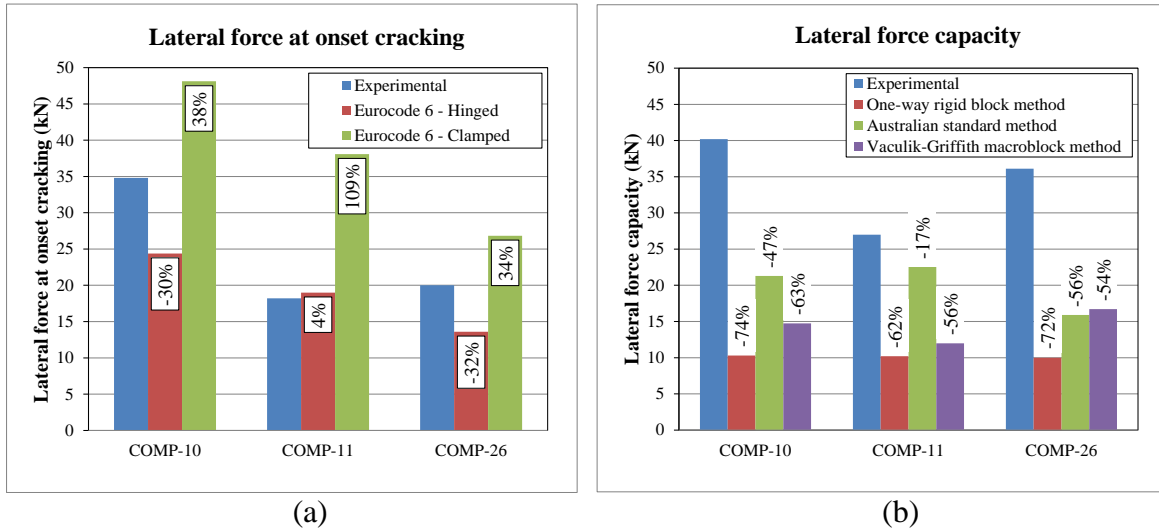 Lateral force at onset cracking
Lateral force at onset cracking (kN)
50
45
40
35
30
25
20
15
10
5
0
Experimental
Eurocode 6 - Hinged
Eurocode 6 - Clamped
38%
-30%
109%
4%
34%
-32%
COMP-10 COMP-11 COMP-26
(a)
Lateral force capacity
Lateral force capacity (kN)
50
45
40
35
30
25
20
15
10
5
0
Experimental
One-way rigid block method
Australian standard method
Vaculik-Griffith macroblock method
-74%
-47%
-63%
-62%
-17%
-56%
-72%
-56%
-54%
COMP-10 COMP-11 COMP-26
(b)